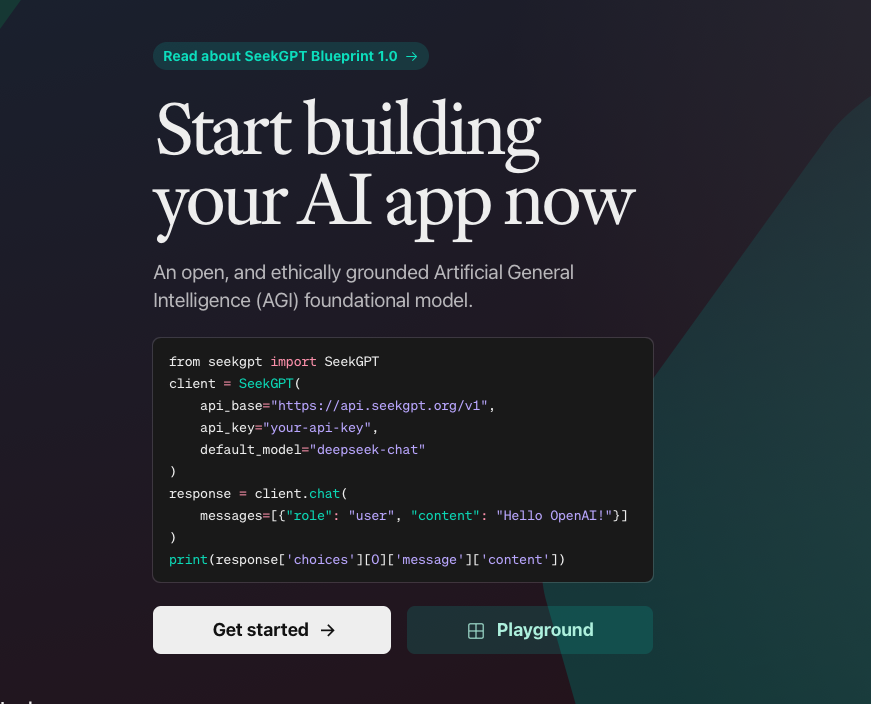 Read about SeekGPT Blueprint 1.0 →
Start building
your AI app now
An open, and ethically grounded Artificial General
Intelligence (AGI) foundational model.
from seekgpt import SeekGPT
client = SeekGPT(
    api_base="https://api.seekgpt.org/v1",
    api_key="your-api-key",
    default_model="deepseek-chat"
)
response = client.chat(
    messages=[{"role": "user", "content": "Hello OpenAI!"}]
)
print(response['choices'][0]['message']['content'])
Get started →
Playground